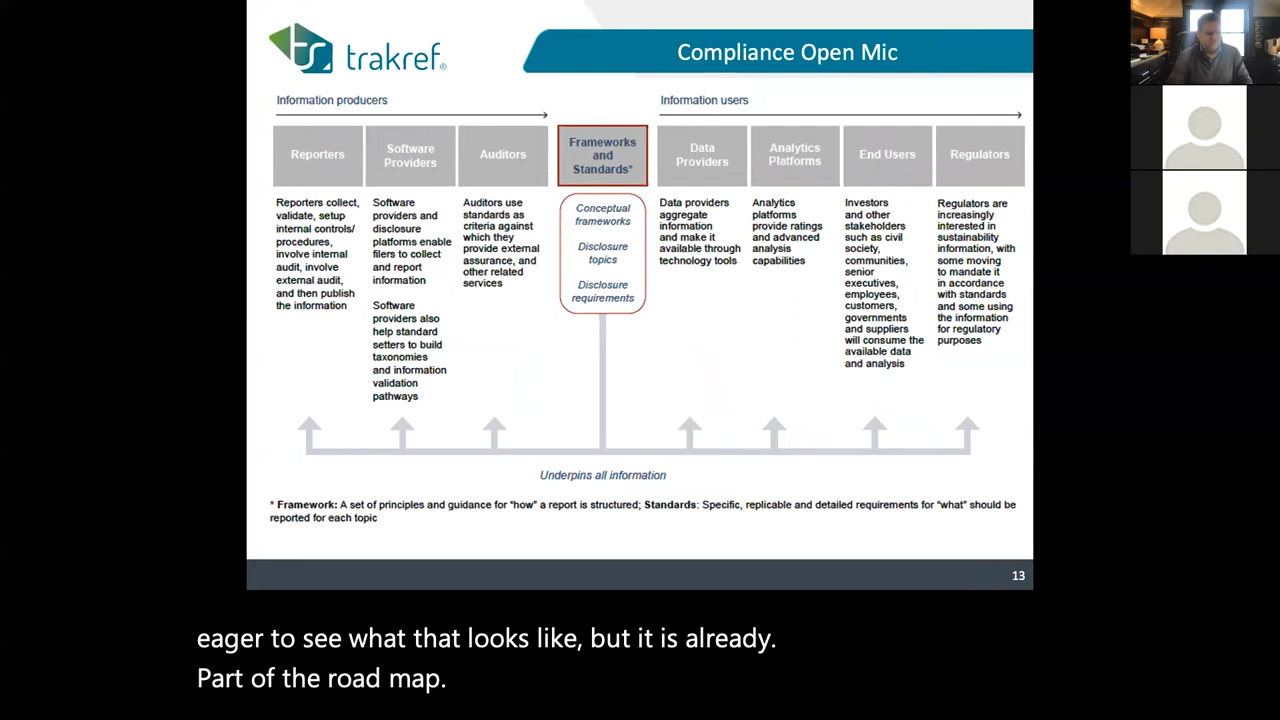 trakref®
Compliance Open Mic
Information producers
Information users
Reporters
Software
Providers
Auditors
Frameworks
and
Standards*
Data
Providers
Analytics
Platforms
End Users
Regulators
Reporters collect,
validate, setup
internal controls/
procedures,
involve internal
audit, involve
external audit,
and then publish
the information
Software
providers and
disclosure
platforms enable
filers to collect
and report
information
Software
providers also
help standard
setters to build
taxonomies
and information
validation
pathways
Auditors use
standards as
criteria against
which they
provide external
assurance, and
other related
services
Conceptual
frameworks
Disclosure
topics
Disclosure
requirements
Data providers
aggregate
information
and make it
available through
technology tools
Analytics
platforms
provide ratings
and advanced
analysis
capabilities
Investors
and other
stakeholders
such as civil
society,
communities,
senior
executives,
employees,
customers,
governments
and suppliers
will consume the
available data
and analysis
Regulators are
increasingly
interested in
sustainability
information, with
some moving
to mandate it
in accordance
with standards
and some using
the information
for regulatory
purposes
Underpins all information
* Framework: A set of principles and guidance for "how" a report is structured; Standards: Specific, replicable and detailed requirements for "what" should be
reported for each topic
13
eager to see what that looks like, but it is already.
Part of the road map.